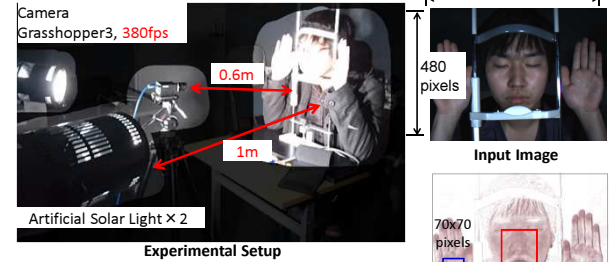 Camera
Grasshopper3, 380fps
0.6m
1m
Artificial Solar Light×2
Experimental Setup
480
pixels
Input Image
70x70
pixels